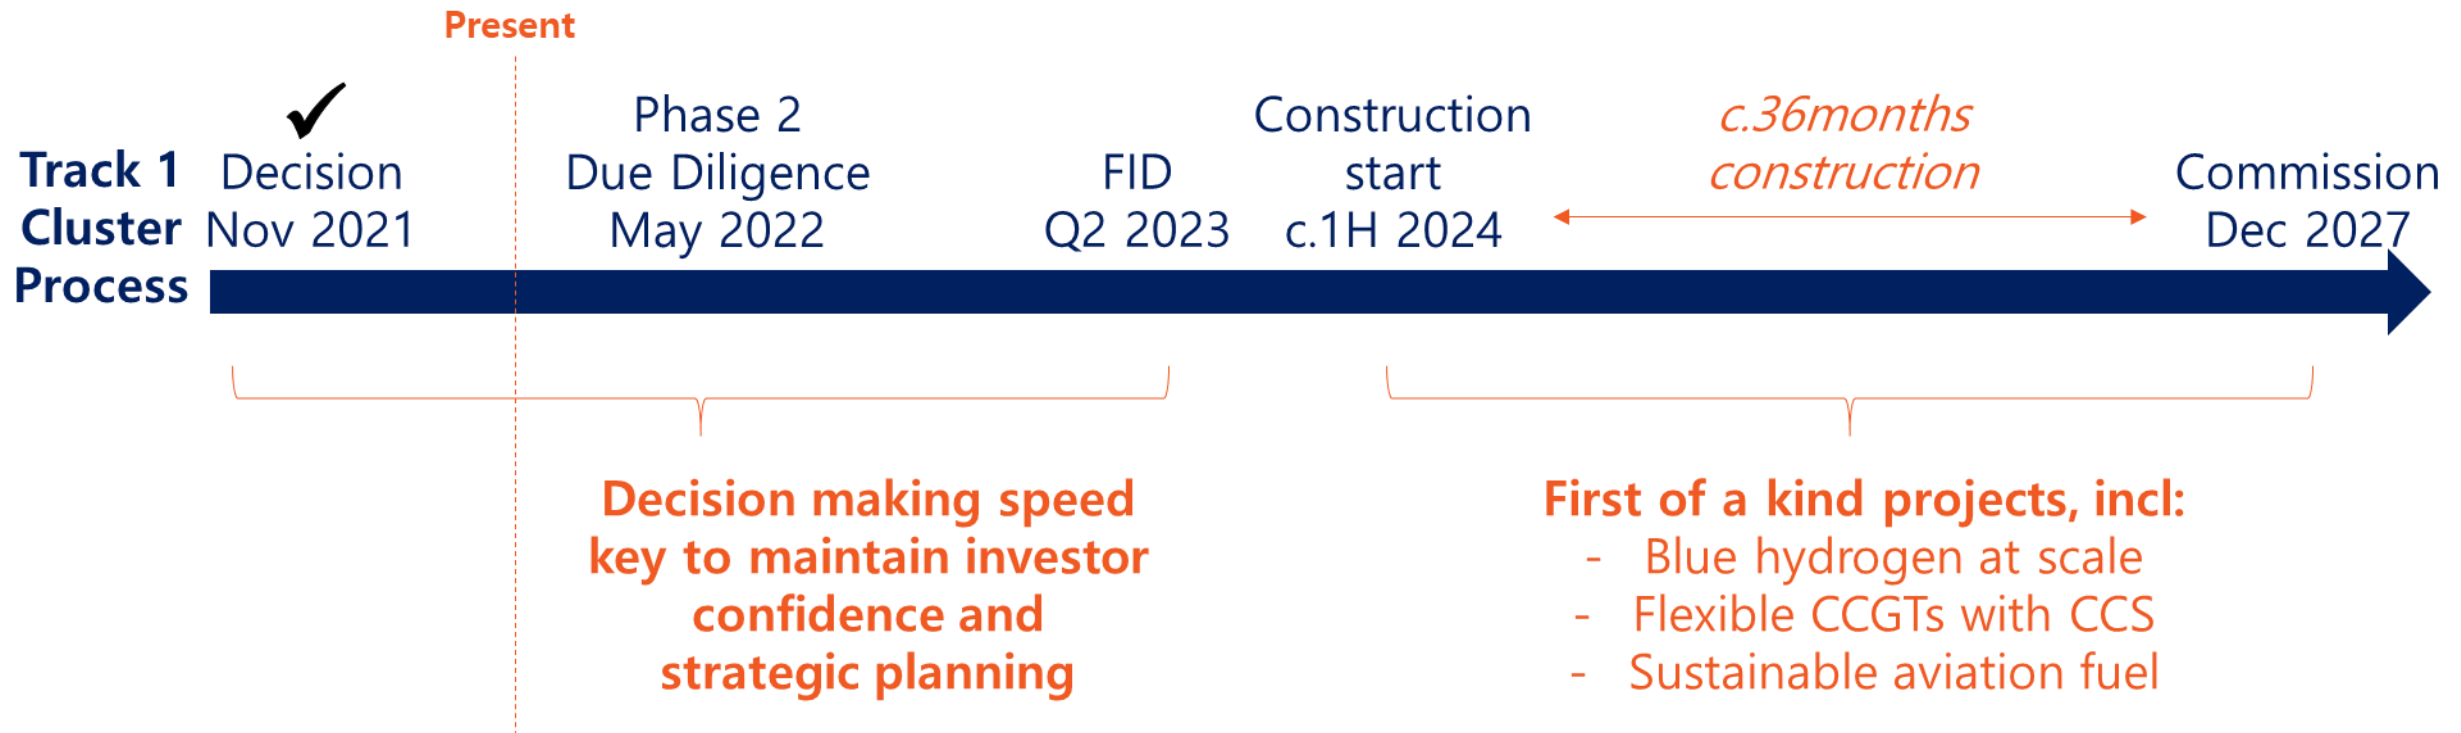 Present
Track 1
Cluster
Process
Decision
Nov 2021
Phase 2
Due Diligence
May 2022
FID
Q2 2023
Construction
start
c.1H 2024
c.36months
construction
Commission
Dec 2027
Decision making speed
key to maintain investor
confidence and
strategic planning
First of a kind projects, incl:
- Blue hydrogen at scale
- Flexible CCGTs with CCS
- Sustainable aviation fuel